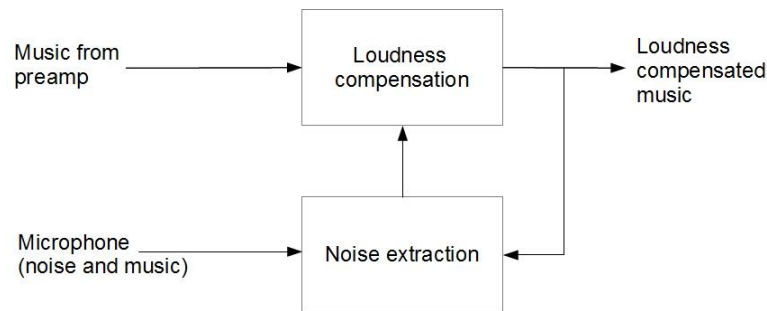 Music from
preamp
Loudness
compensation
Loudness
compensated
music
Microphone
(noise and music)
Noise extraction